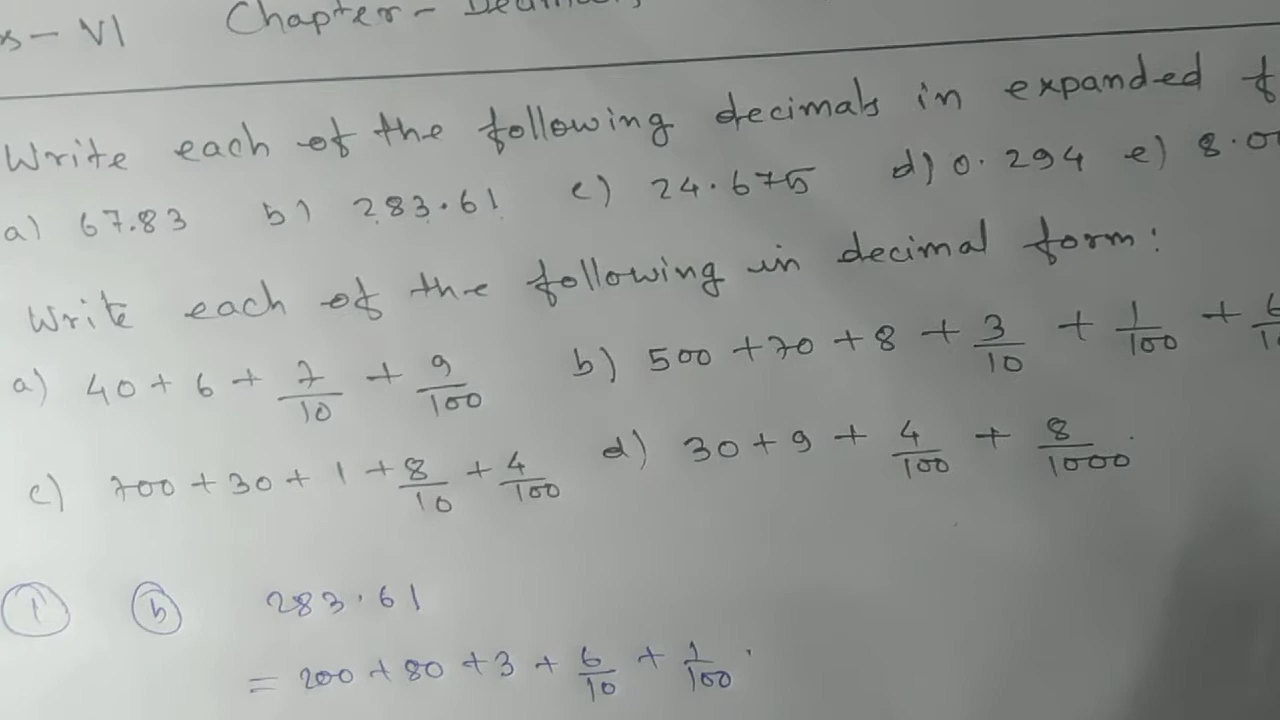 VI Chapter - Decimals
Write each of the following decimals in expanded
a) 67.83 b) 283.61 c) 24.675 d) 0.294 e) 8.0
Write each of the following in decimal form:
a) 40 + 6 + 7/10 + 9/100 b) 500 + 70 + 8 + 3/10 + 1/100 + 6/
c) 700 + 30 + 1 + 8/10 + 4/100 d) 30 + 9 + 4/100 + 8/1000.
1 b 283.61
= 200 + 80 + 3 + 6/10 + 1/100.